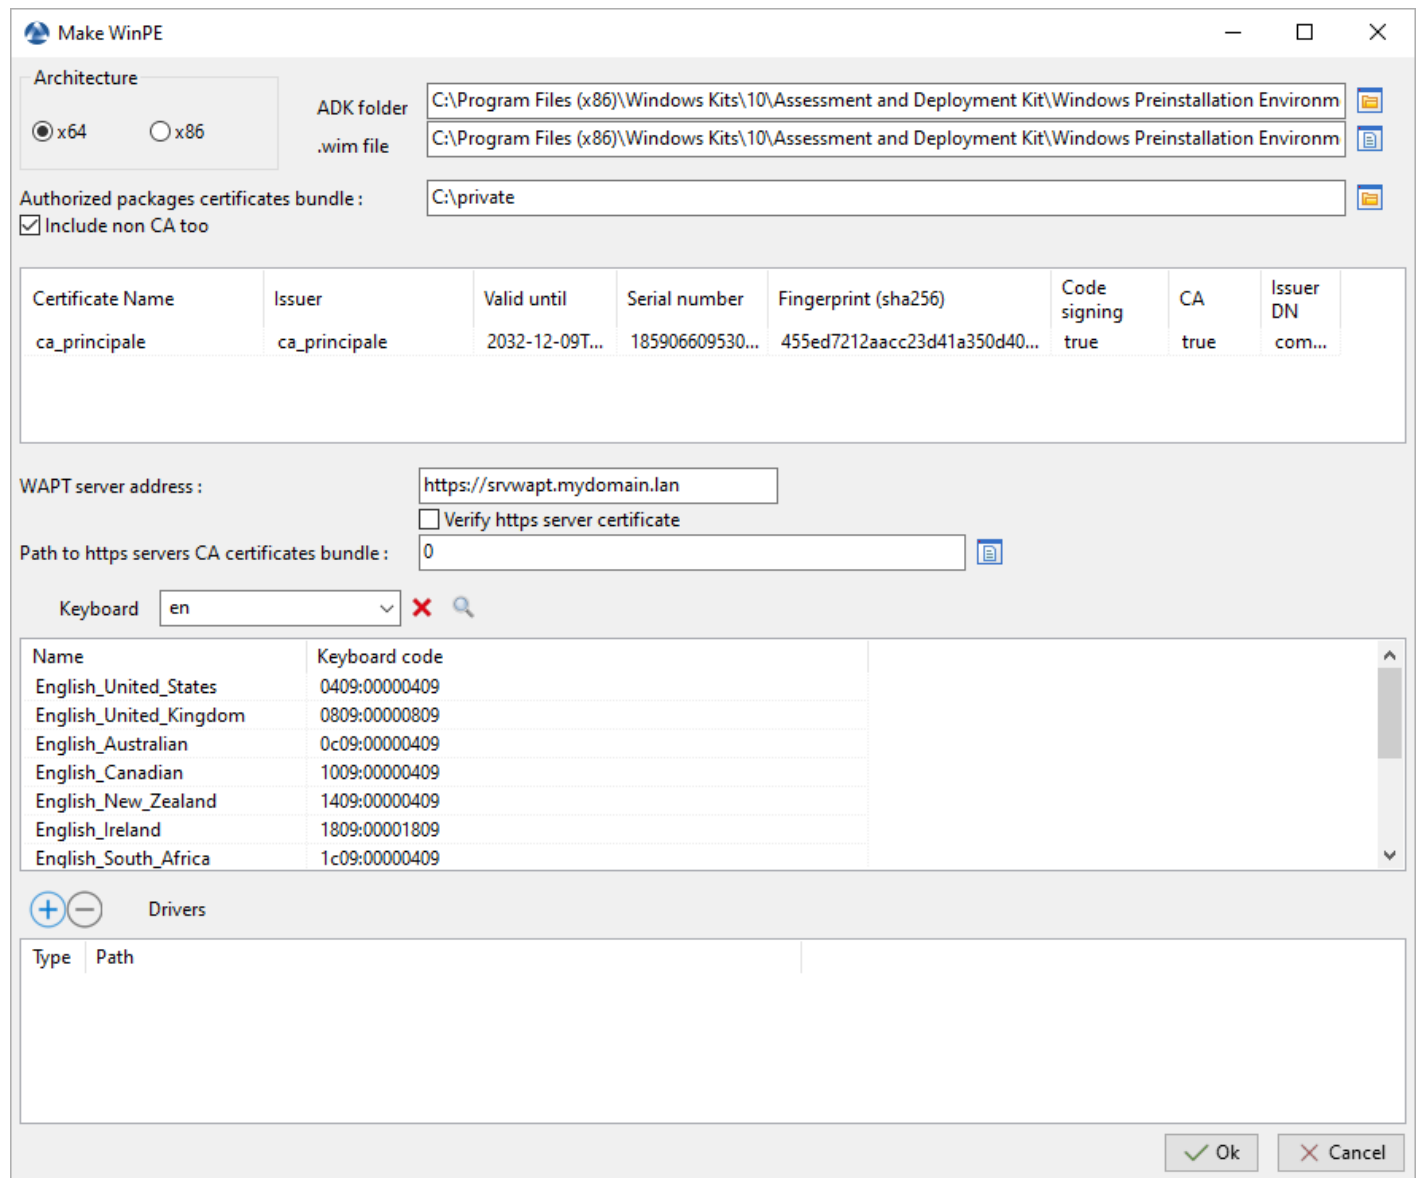 Make WinPE
Architecture
x64 x86
ADK folder C:\Program Files (x86)\Windows Kits\10\Assessment and Deployment Kit\Windows Preinstallation Environm
.wim file C:\Program Files (x86)\Windows Kits\10\Assessment and Deployment Kit\Windows Preinstallation Environm
Authorized packages certificates bundle : C:\private
Include non CA too
Certificate Name Issuer Valid until Serial number Fingerprint (sha256) Code signing CA Issuer DN
ca_principale ca_principale 2032-12-09T... 185906609530... 455ed7212aacc23d41a350d40... true true com...
WAPT server address : https://srvwapt.mydomain.lan
Verify https server certificate
Path to https servers CA certificates bundle : 0
Keyboard en
Name Keyboard code
English_United_States 0409:00000409
English_United_Kingdom 0809:00000809
English_Australian 0c09:00000409
English_Canadian 1009:00000409
English_New_Zealand 1409:00000409
English_Ireland 1809:00001809
English_South_Africa 1c09:00000409
Drivers
Type Path
Ok Cancel